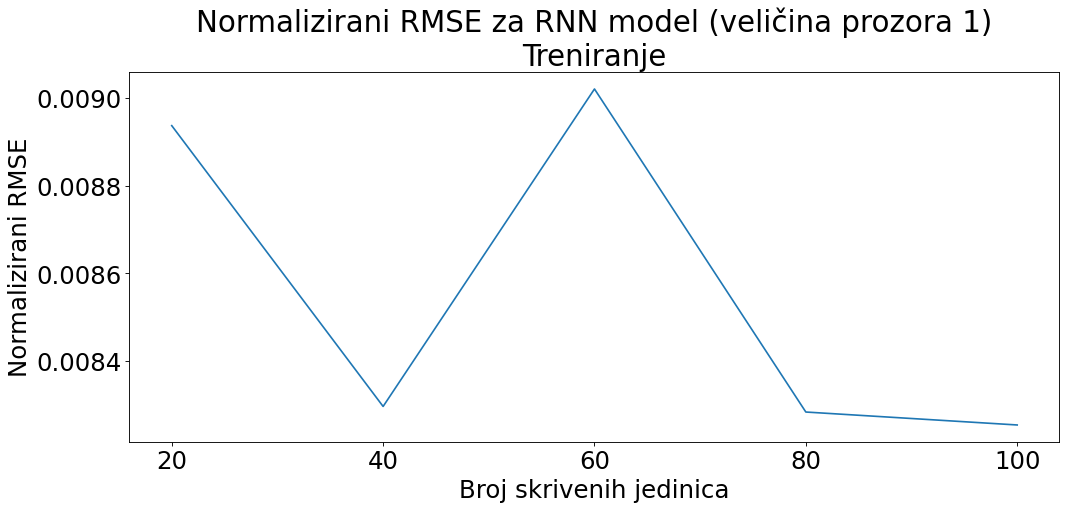 Normalizirani RMSE za RNN model (veličina prozora 1)
Treniranje
Normalizirani RMSE
0.0090
0.0088
0.0086
0.0084
20 40 60 80 100
Broj skrivenih jedinica